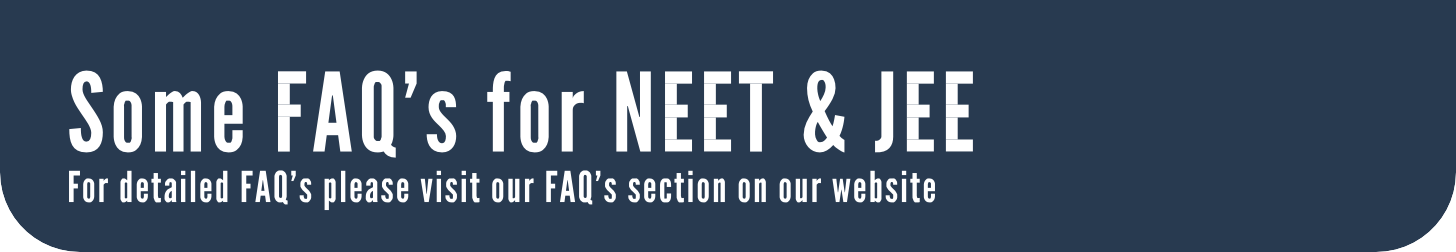 Some FAQ’s for NEET & JEE
For detailed FAQ’s please visit our FAQ’s section on our website